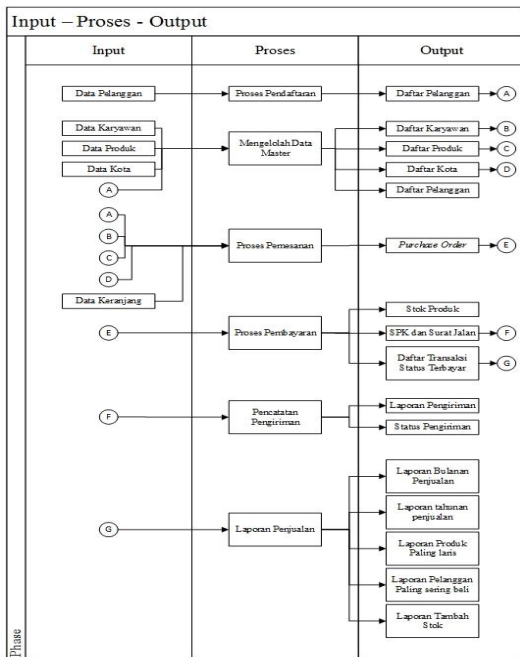 Input – Proses - Output
Input
Proses
Output
Data Pelanggan
Proses Pendaftaran
Daftar Pelanggan
A
Data Karyawan
Data Produk
Data Kota
A
Mengelolah Data
Master
Daftar Karyawan
B
Daftar Produk
C
Daftar Kota
D
Daftar Pelanggan
A
B
C
D
Data Keranjang
Proses Pemesanan
Purchase Order
E
E
Proses Pembayaran
Stok Produk
SPK dan Surat Jalan
F
Daftar Transaksi
Status Terbayar
G
F
Pencatatan
Pengiriman
Laporan Pengiriman
Status Pengiriman
G
Laporan Penjualan
Laporan Bulanan
Penjualan
Laporan tahunan
penjualan
Laporan Produk
Paling laris
Laporan Pelanggan
Paling sering beli
Laporan Tambah
Stok
Phase